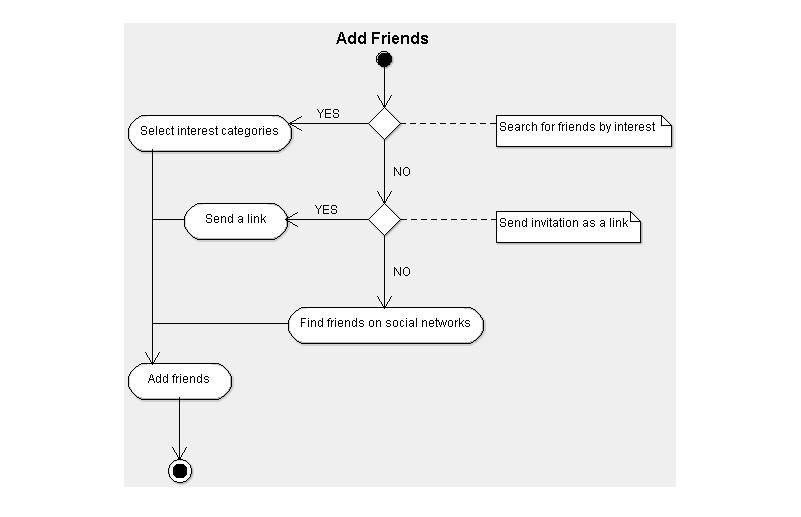 Add Friends
YES
Select interest categories
Search for friends by interest
NO
YES
Send a link
Send invitation as a link
NO
Find friends on social networks
Add friends